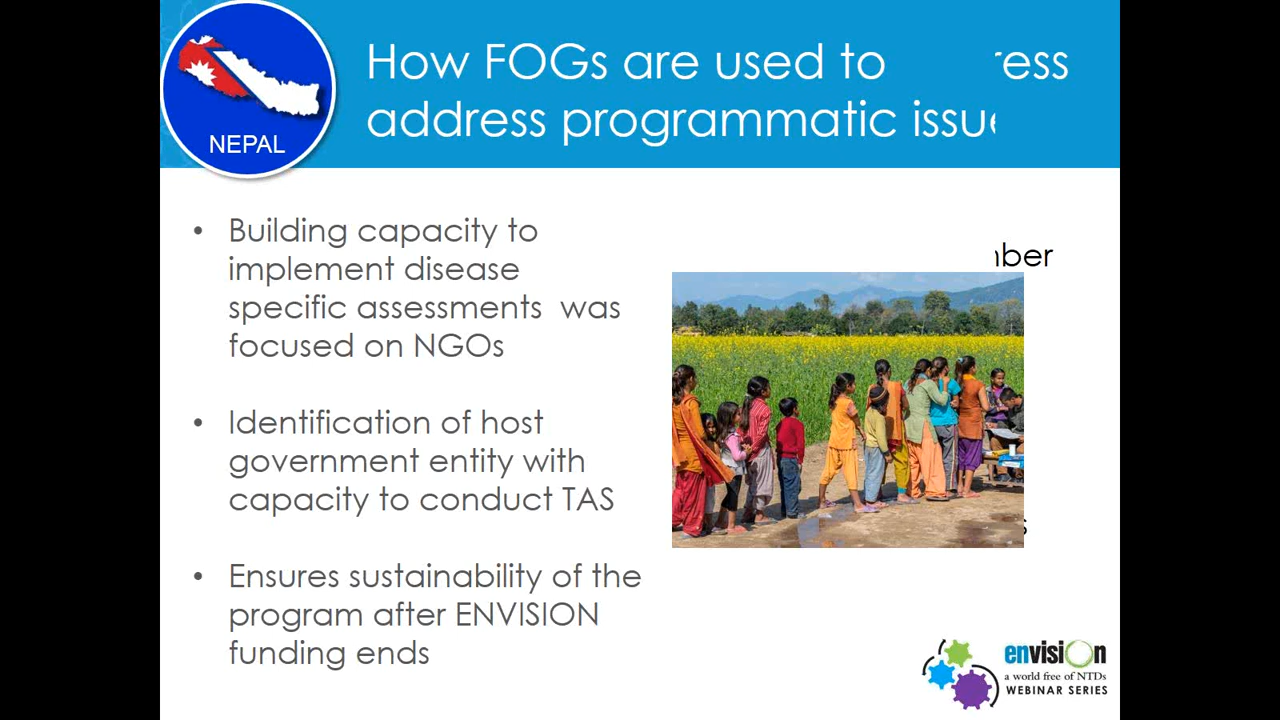 NEPAL
How FOGs are used to
ress
address programmatic issue
Building capacity to
implement disease
specific assessments was
focused on NGOs
Identification of host
government entity with
capacity to conduct TAS
Ensures sustainability of the
program after ENVISION
funding ends
envision
a world free of NTDs
WEBINAR SERIES